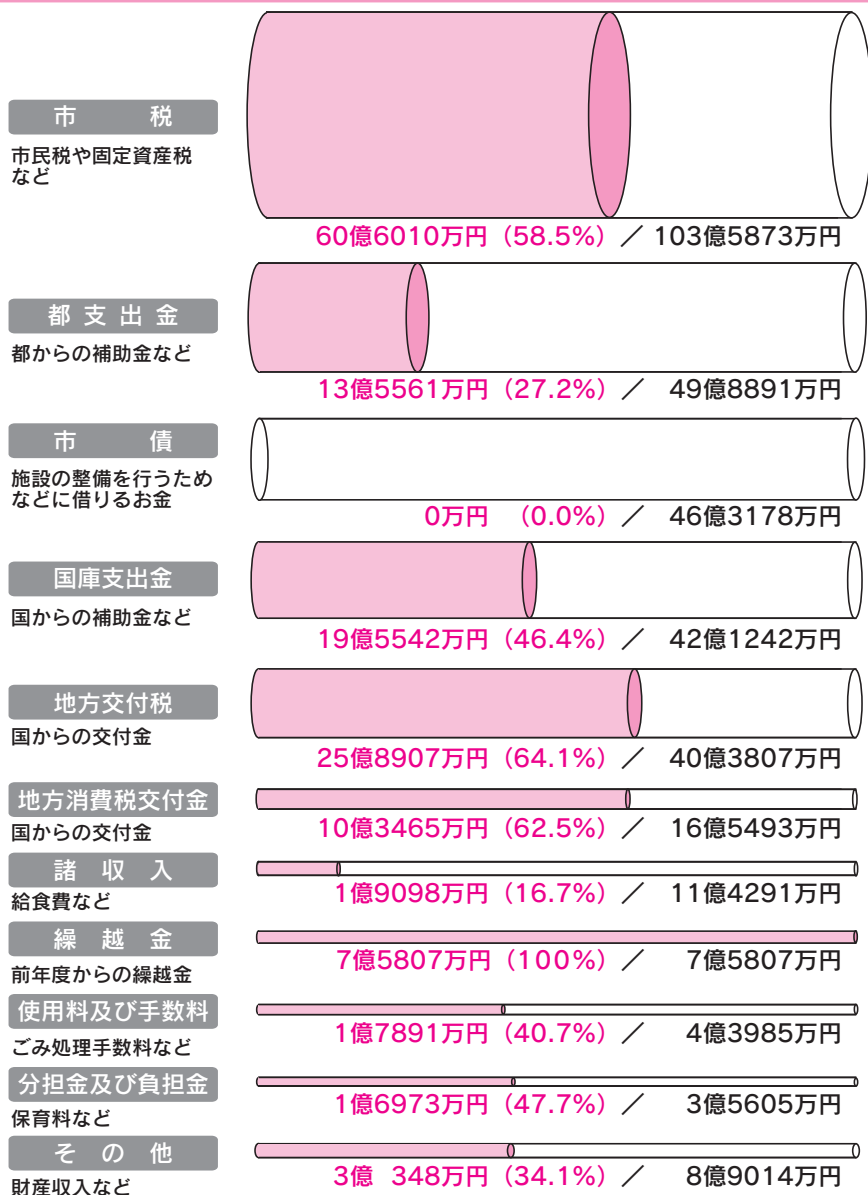 市税
市民税や固定資産税
など
60億6010万円（58.5％）／ 103億5873万円
都支出金
都からの補助金など
13億5561万円（27.2％）／ 49億8891万円
市債
施設の整備を行うため
などに借りるお金
0万円 （0.0％）／ 46億3178万円
国庫支出金
国からの補助金など
19億5542万円（46.4％）／ 42億1242万円
地方交付税
国からの交付金
25億8907万円（64.1％）／ 40億3807万円
地方消費税交付金
国からの交付金
10億3465万円（62.5％）／ 16億5493万円
諸収入
給食費など
1億9098万円（16.7％）／ 11億4291万円
繰越金
前年度からの繰越金
7億5807万円（100％）／ 7億5807万円
使用料及び手数料
ごみ処理手数料など
1億7891万円（40.7％）／ 4億3985万円
分担金及び負担金
保育料など
1億6973万円（47.7％）／ 3億5605万円
その他
財産収入など
3億 348万円（34.1％）／ 8億9014万円